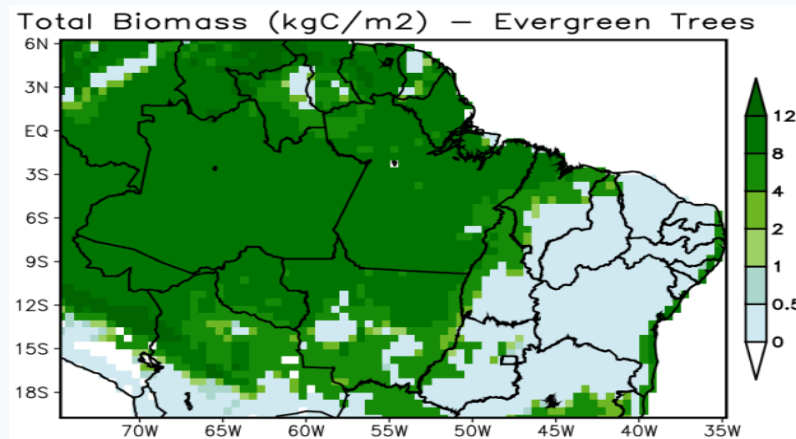 Total Biomass (kgC/m2) – Evergreen Trees
6N
3N
EQ
3S
6S
9S
12S
15S
18S
70W 65W 60W 55W 50W 45W 40W 35W
12
8
4
2
1
0.5
0